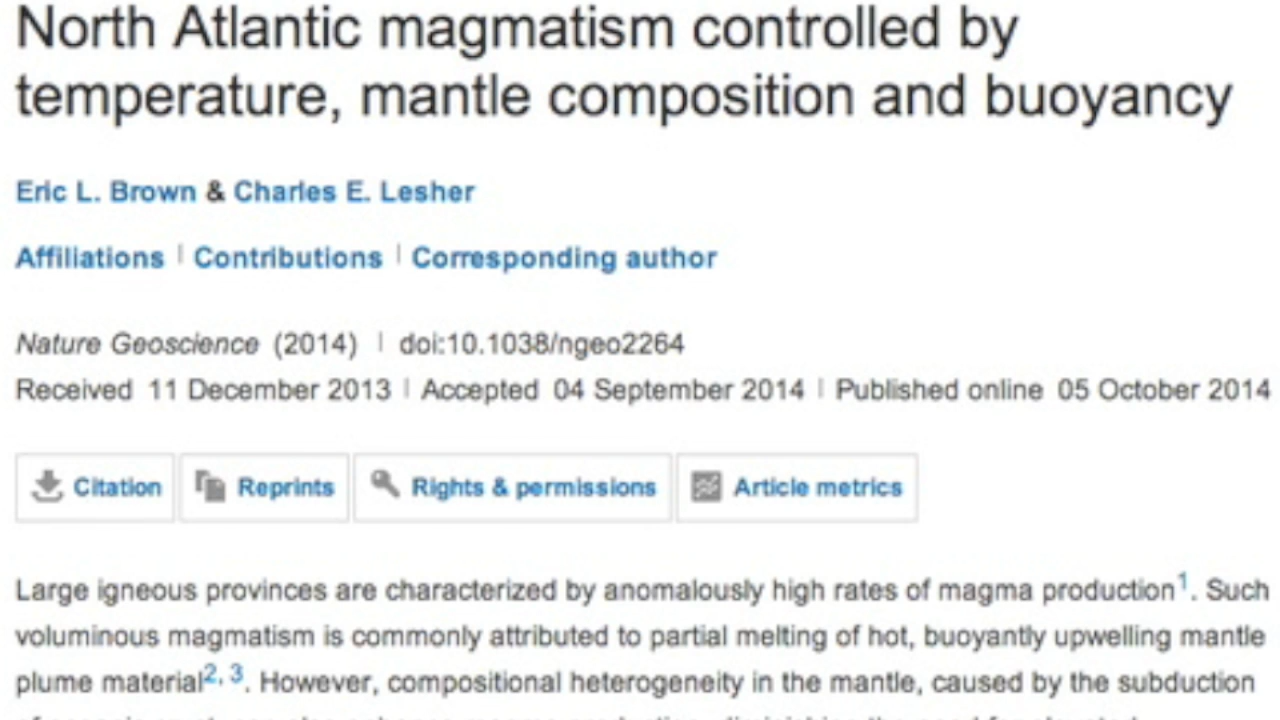 North Atlantic magmatism controlled by
temperature, mantle composition and buoyancy
Eric L. Brown & Charles E. Lesher
Affiliations | Contributions | Corresponding author
Nature Geoscience (2014) | doi:10.1038/ngeo2264
Received 11 December 2013 | Accepted 04 September 2014 | Published online 05 October 2014
Citation Reprints Rights & permissions Article metrics
Large igneous provinces are characterized by anomalously high rates of magma production1. Such
voluminous magmatism is commonly attributed to partial melting of hot, buoyantly upwelling mantle
plume material2, 3. However, compositional heterogeneity in the mantle, caused by the subduction